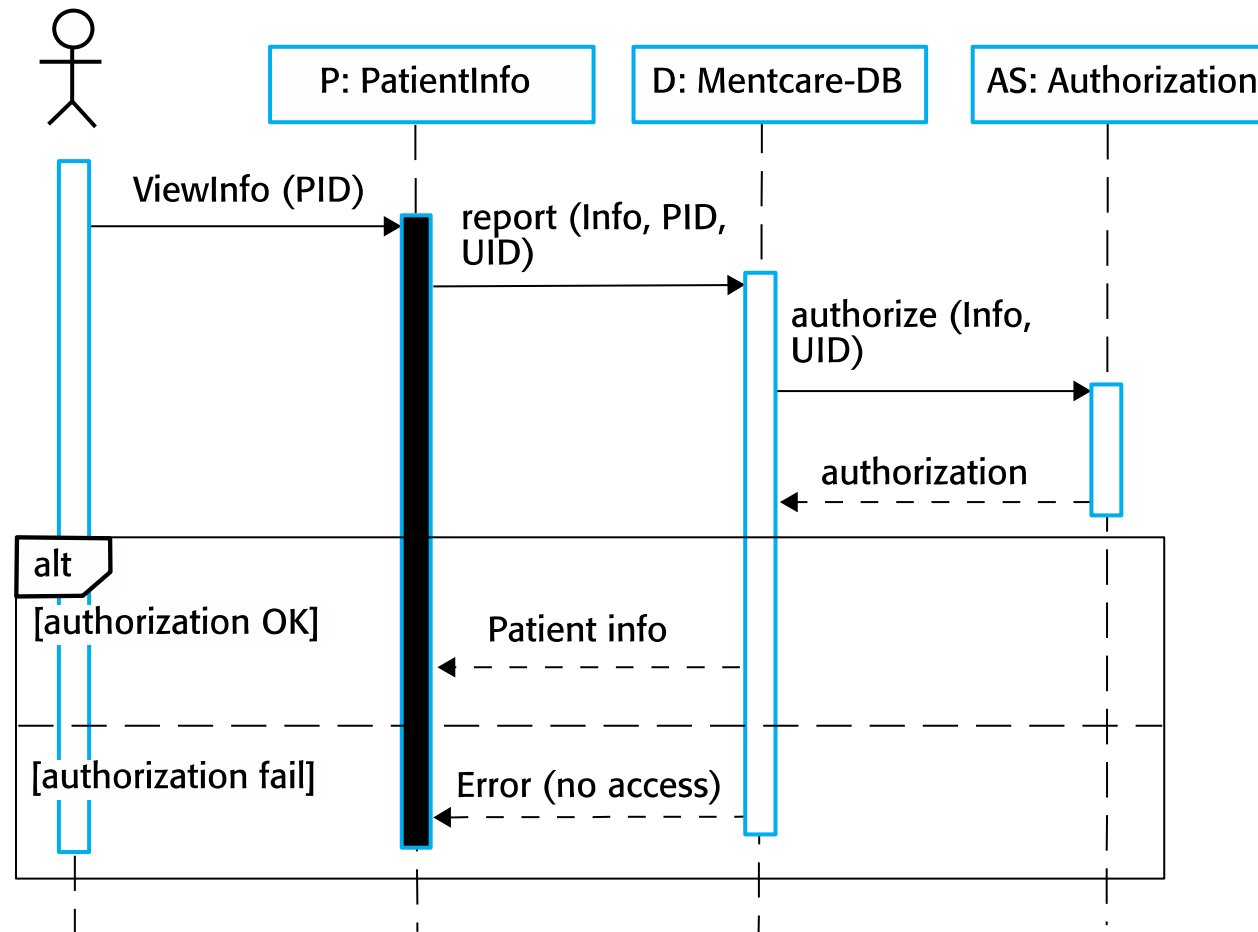 P: PatientInfo
D: Mentcare-DB
AS: Authorization
ViewInfo (PID)
report (Info, PID,
UID)
authorize (Info,
UID)
authorization
alt
[authorization OK]
Patient info
[authorization fail]
Error (no access)